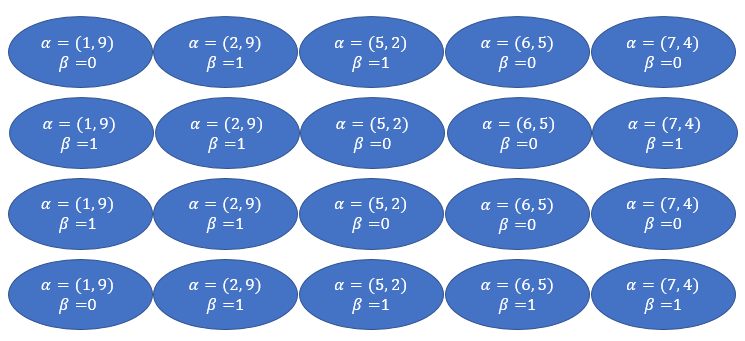 α = (1, 9) α = (2, 9) α = (5, 2) α = (6, 5) α = (7, 4)
β =0 β =1 β =1 β =0 β =0
α = (1, 9) α = (2, 9) α = (5, 2) α = (6, 5) α = (7, 4)
β =1 β =1 β =0 β =0 β =1
α = (1, 9) α = (2, 9) α = (5, 2) α = (6, 5) α = (7, 4)
β =1 β =1 β =0 β =0 β =0
α = (1, 9) α = (2, 9) α = (5, 2) α = (6, 5) α = (7, 4)
β =0 β =1 β =1 β =1 β =1